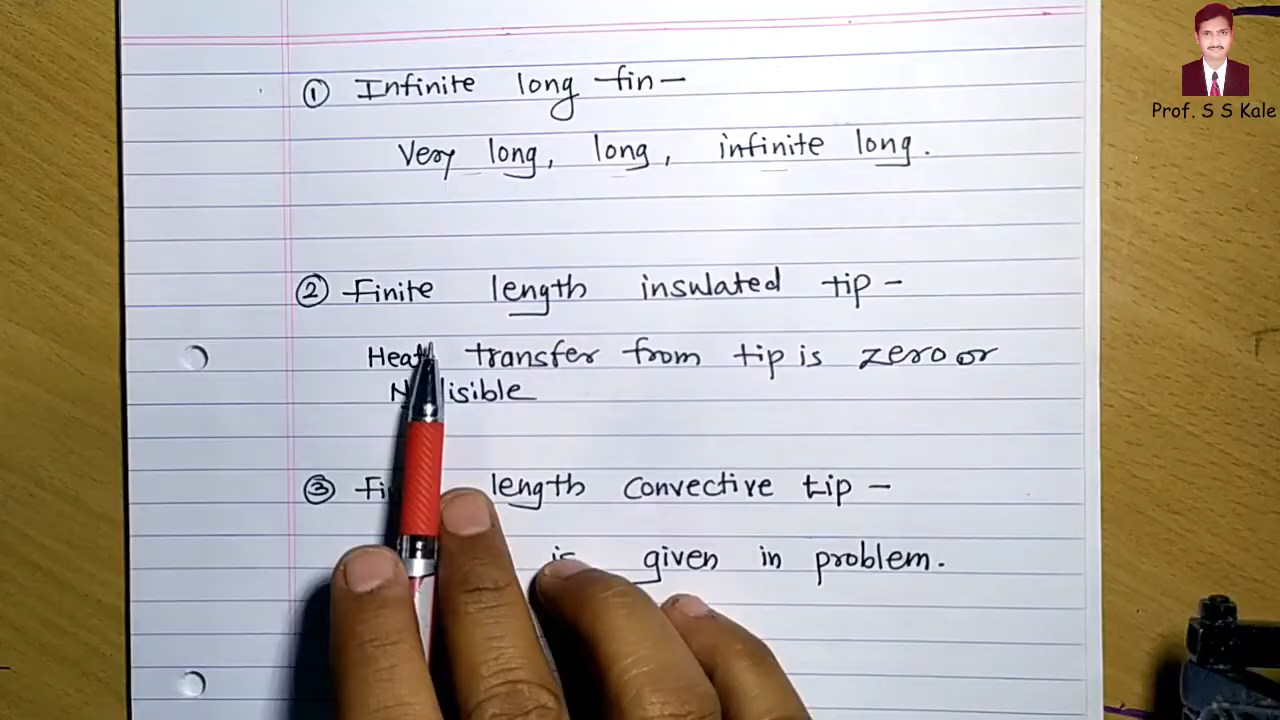 ① Infinite long fin -
Very long, long, infinite long.
② Finite length insulated tip -
Heat transfer from tip is zero or
③ length convective tip -
is given in problem.
Prof. S S Kale